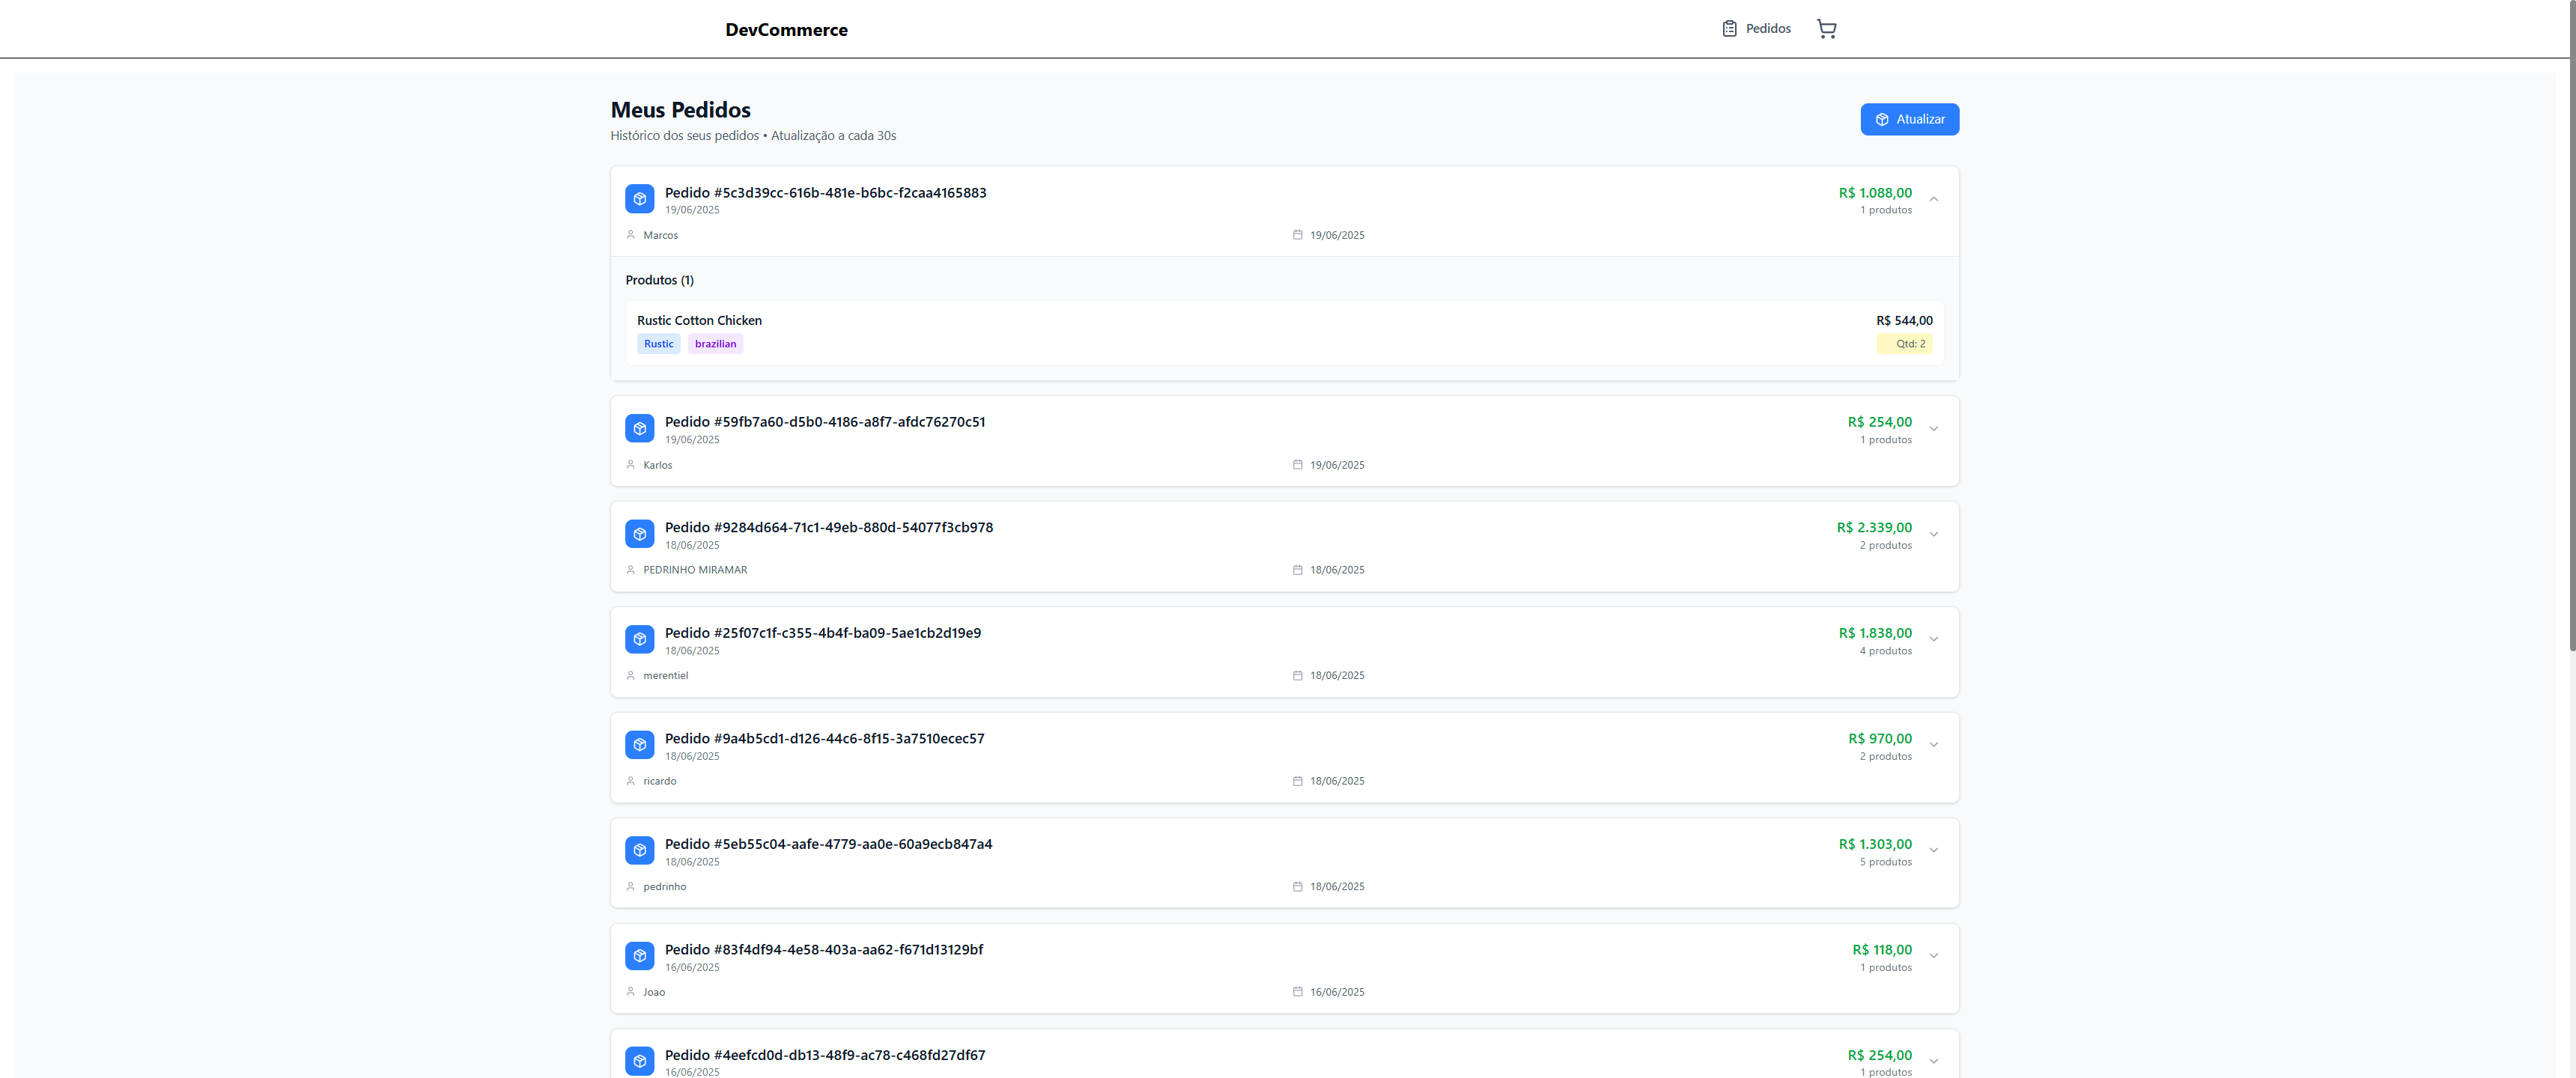 DevCommerce
Pedidos
Meus Pedidos
Histórico dos seus pedidos • Atualização a cada 30s
Atualizar
Pedido #5c3d39cc-616b-481e-b6bc-f2caa4165883
R$ 1.088,00
19/06/2025
1 produtos
Marcos
19/06/2025
Produtos (1)
Rustic Cotton Chicken
R$ 544,00
Rustic brazilian
Qtd: 2
Pedido #59fb7a60-d5b0-4186-a8f7-afdc76270c51
R$ 254,00
19/06/2025
1 produtos
Karlos
19/06/2025
Pedido #9284d664-71c1-49eb-880d-54077f3cb978
R$ 2.339,00
18/06/2025
2 produtos
PEDRINHO MIRAMAR
18/06/2025
Pedido #25f07c1f-c355-4b4f-ba09-5ae1cb2d19e9
R$ 1.838,00
18/06/2025
4 produtos
merentiel
18/06/2025
Pedido #9a4b5cd1-d126-44c6-8f15-3a7510ecec57
R$ 970,00
18/06/2025
2 produtos
ricardo
18/06/2025
Pedido #5eb55c04-aafe-4779-aa0e-60a9ecb847a4
R$ 1.303,00
18/06/2025
5 produtos
pedrinho
18/06/2025
Pedido #83f4df94-4e58-403a-aa62-f671d13129bf
R$ 118,00
16/06/2025
1 produtos
Joao
16/06/2025
Pedido #4eefcd0d-db13-48f9-ac78-c468fd27df67
R$ 254,00
16/06/2025
1 produtos